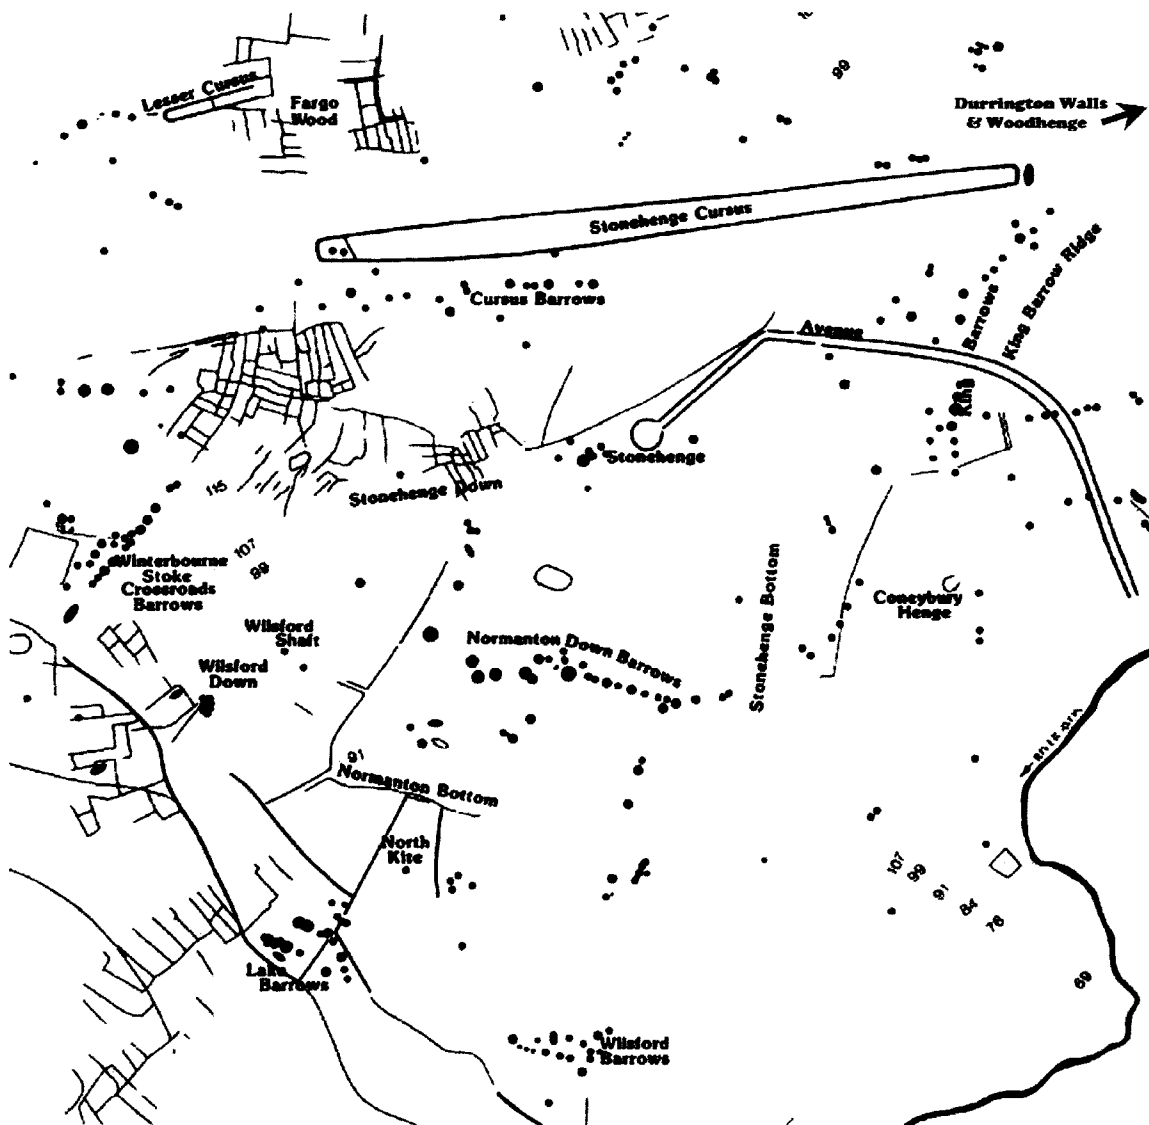 99
Lesser Cursus
Fargo
Wood
Durrington Walls
& Woodhenge
Stonehenge Cursus
Cursus Barrows
King Barrow Ridge
King Barrows
Avenue
Stonehenge
Stonehenge Down
115
107
99
Winterbourne
Stoke
Crossroads
Barrows
Stonehenge Bottom
Coneybury
Henge
Wilsford
Shaft
Wilsford
Down
Normanton Down Barrows
91
Normanton Bottom
North
Kite
107
99
91
84
76
69
Lake
Barrows
Wilsford
Barrows